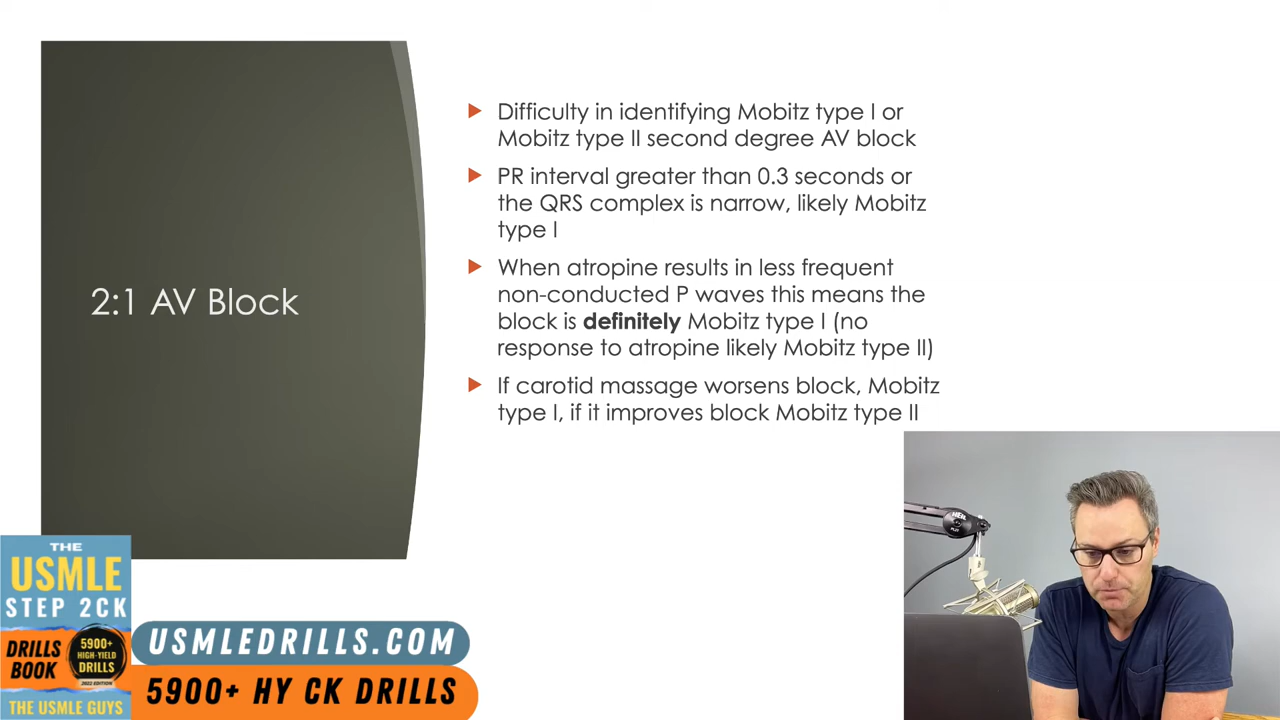 2:1 AV Block
Difficulty in identifying Mobitz type I or
Mobitz type II second degree AV block
PR interval greater than 0.3 seconds or
the QRS complex is narrow, likely Mobitz
type I
When atropine results in less frequent
non-conducted P waves this means the
block is definitely Mobitz type I (no
response to atropine likely Mobitz type II)
If carotid massage worsens block, Mobitz
type I, if it improves block Mobitz type II
THE
USMLE
STEP 2CK
DRILLS
BOOK
5900+
HIGH-YIELD
DRILLS
2022 EDITION
THE USMLE GUYS
USMLEDRILLS.COM
5900+ HY CK DRILLS
HEIL